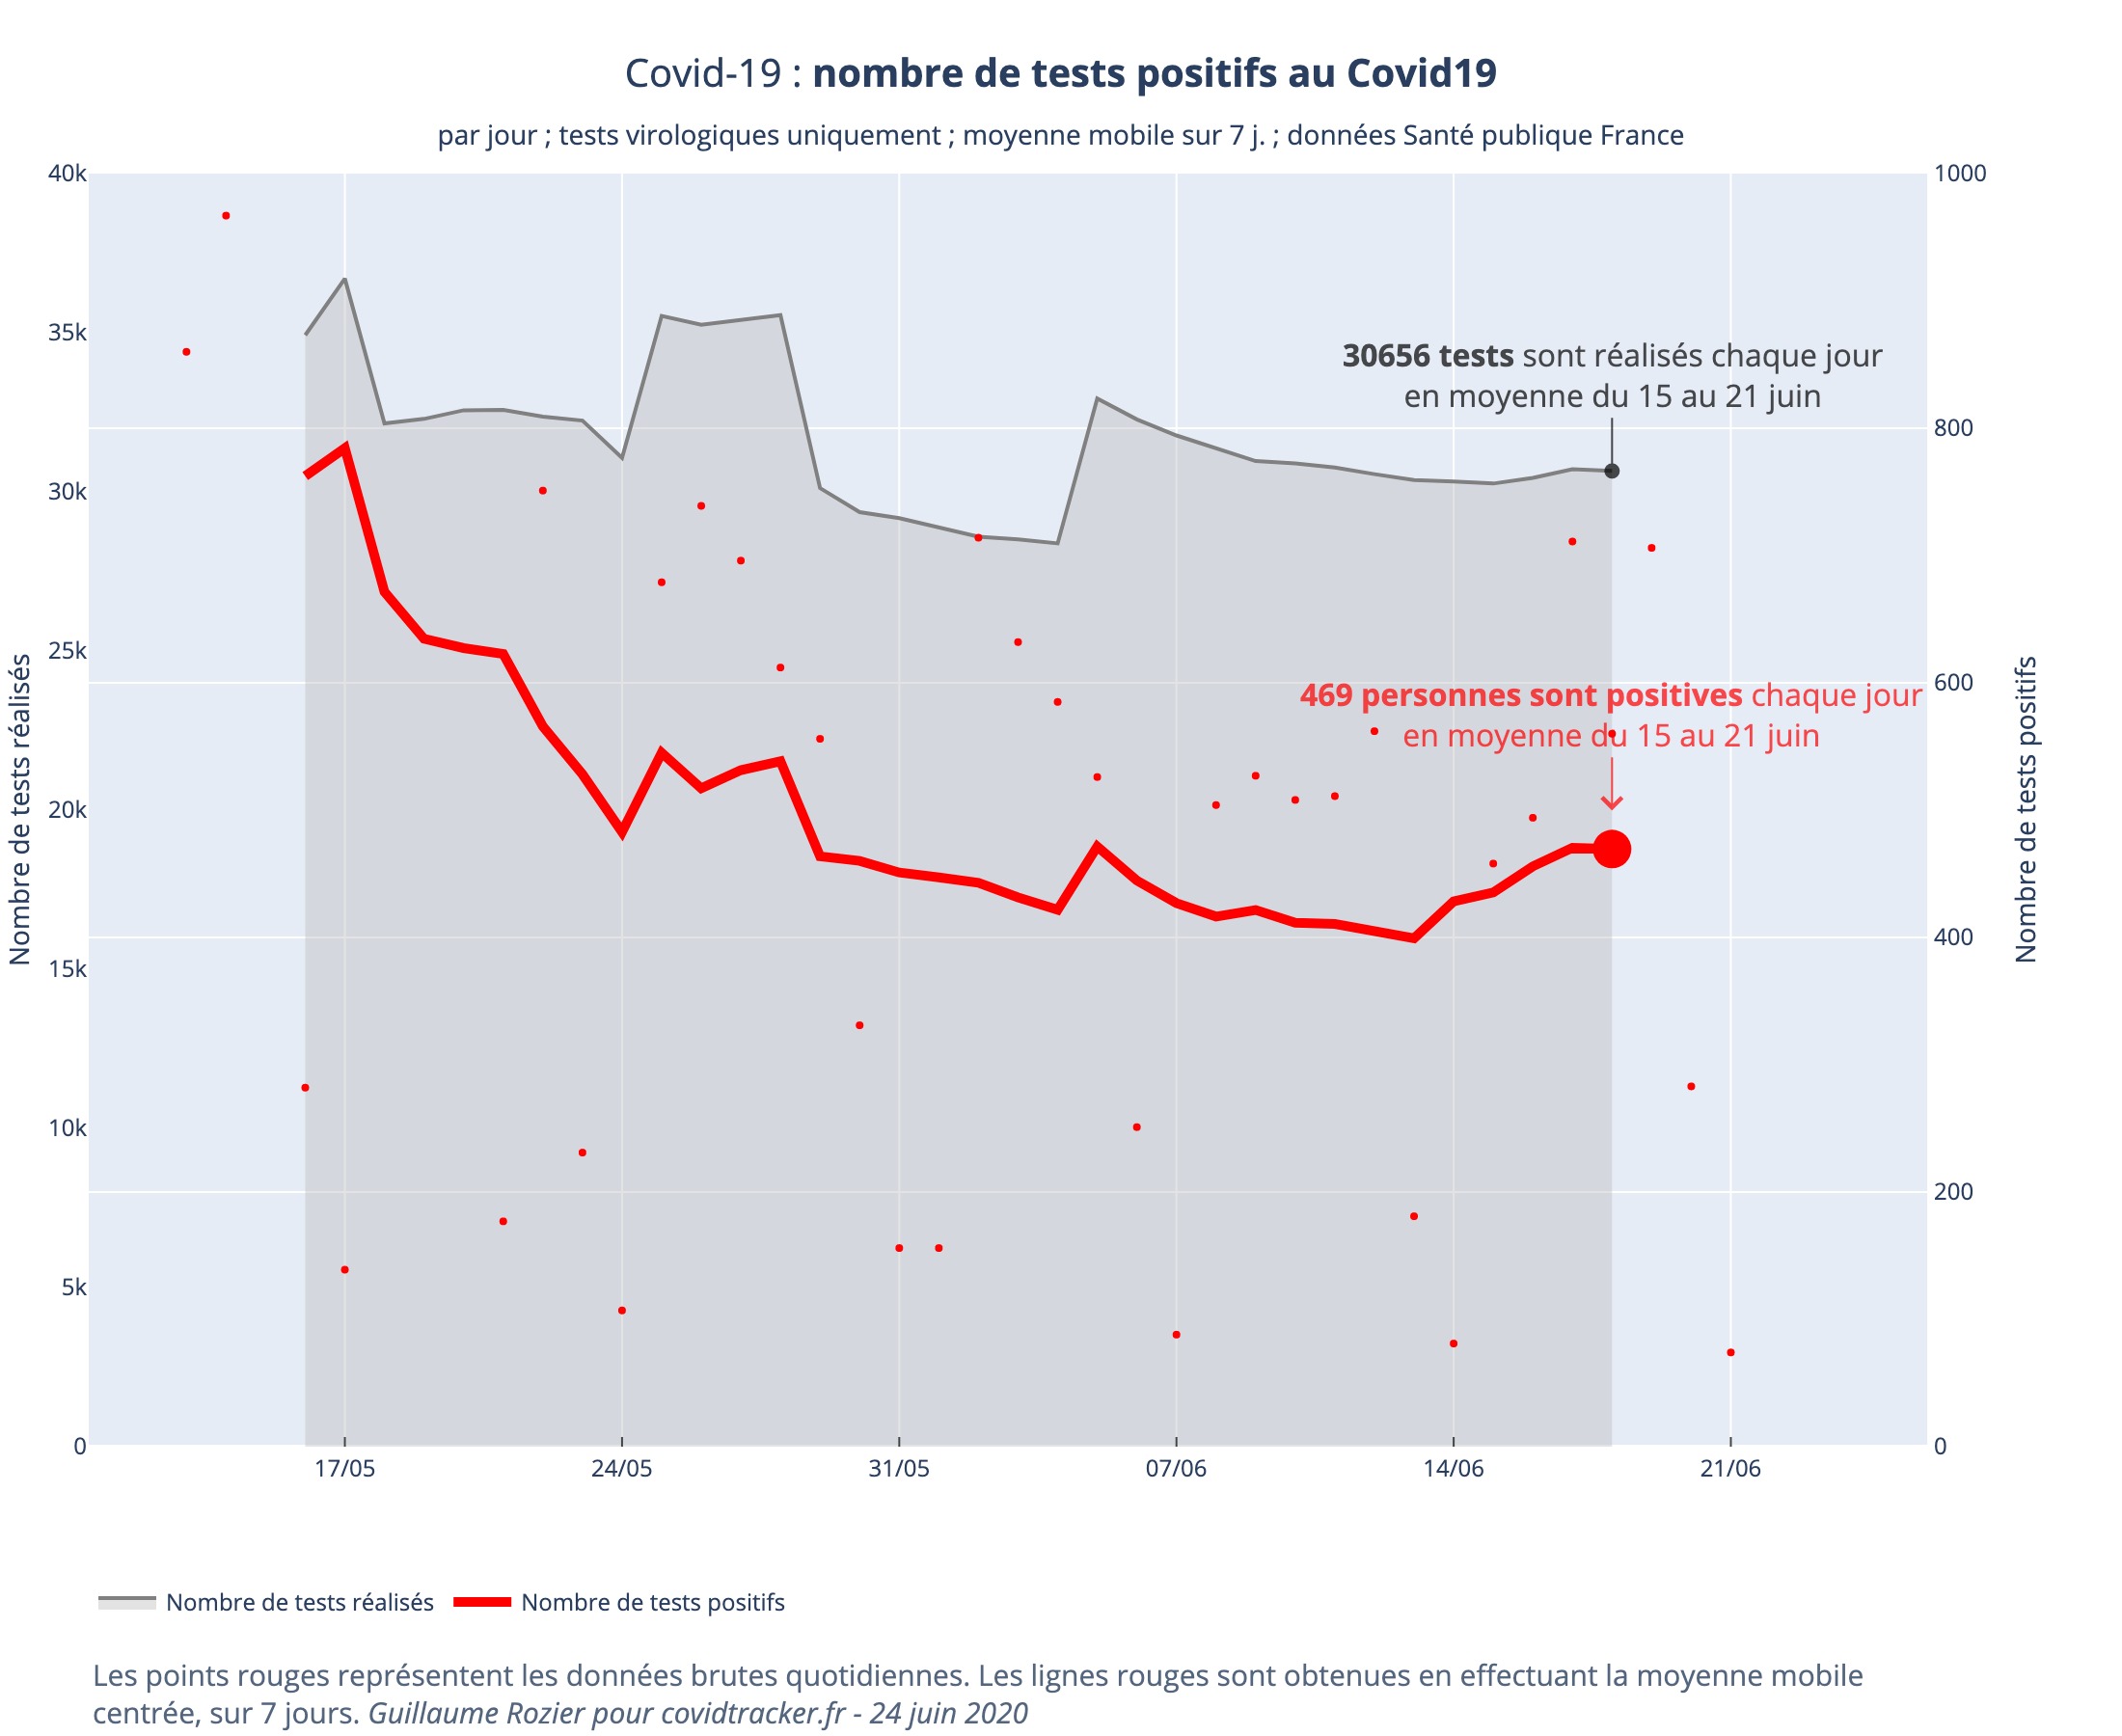 Covid-19 : nombre de tests positifs au Covid19
par jour ; tests virologiques uniquement ; moyenne mobile sur 7 j. ; données Santé publique France
Nombre de tests réalisés
40k
35k
30k
25k
20k
15k
10k
5k
0
30656 tests sont réalisés chaque jour
en moyenne du 15 au 21 juin
469 personnes sont positives chaque jour
en moyenne du 15 au 21 juin
1000
800
600
400
200
0
Nombre de tests positifs
17/05
24/05
31/05
07/06
14/06
21/06
Nombre de tests réalisés
Nombre de tests positifs
Les points rouges représentent les données brutes quotidiennes. Les lignes rouges sont obtenues en effectuant la moyenne mobile
centrée, sur 7 jours. Guillaume Rozier pour covidtracker.fr - 24 juin 2020